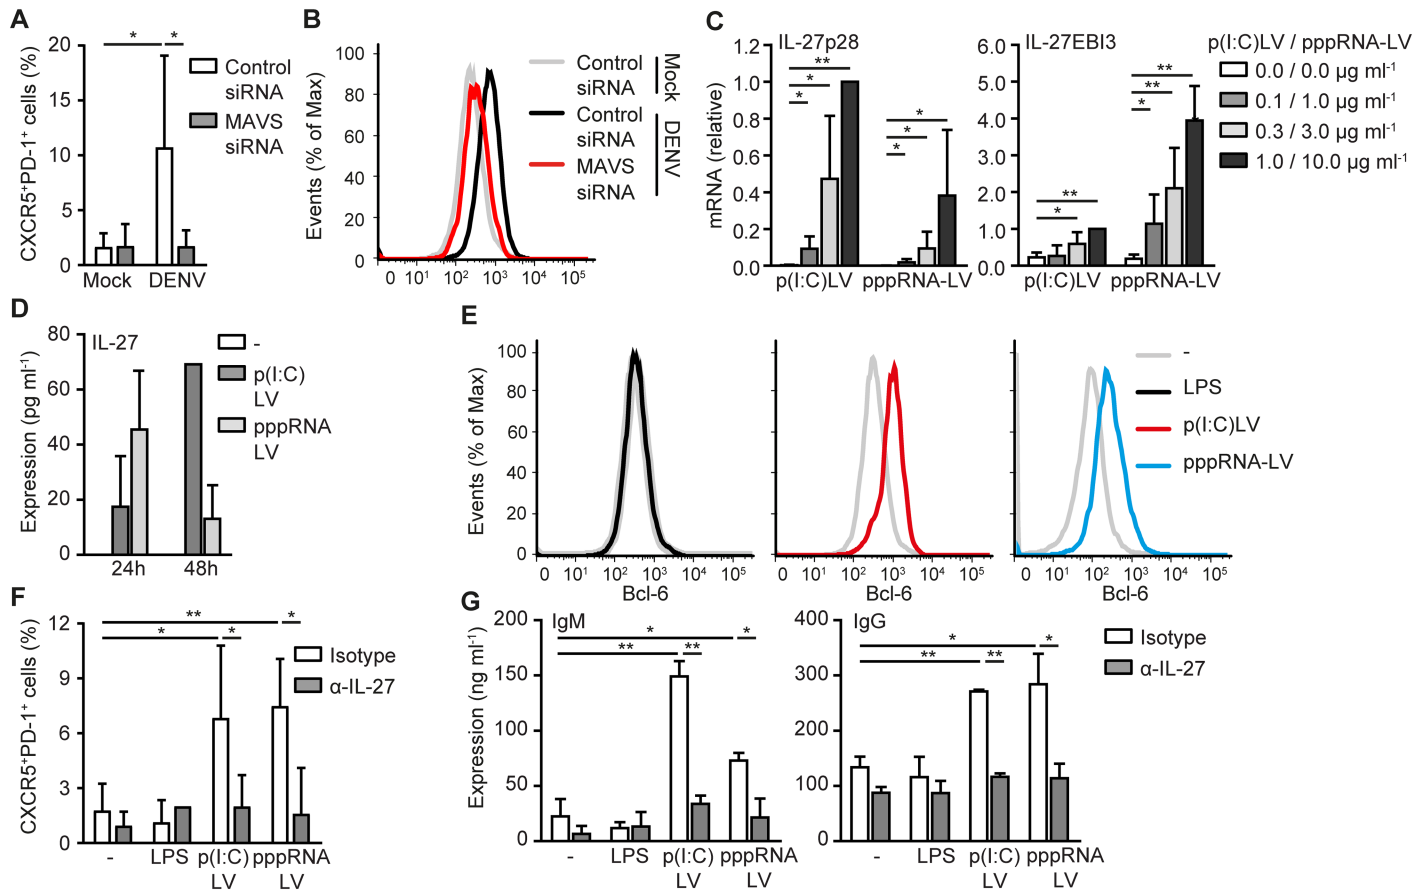 A
CXCR5+PD-1+ cells (%)
20
15
10
5
0
*
*
Control
siRNA
MAVS
siRNA
Mock
DENV
B
Events (% of Max)
100
80
60
40
20
0
0 10¹ 10² 10³ 10⁴ 10⁵
Control
siRNA
Mock
Control
siRNA
MAVS
siRNA
DENV
C
mRNA (relative)
1.2
1.0
0.8
0.6
0.4
0.2
0.0
IL-27p28
**
*
*
*
*
*
p(I:C)LV pppRNA-LV
6.0
5.0
4.0
3.0
2.0
1.0
0.0
IL-27EBI3
**
*
**
**
*
p(I:C)LV pppRNA-LV
p(I:C)LV / pppRNA-LV
0.0 / 0.0 µg ml⁻¹
0.1 / 1.0 µg ml⁻¹
0.3 / 3.0 µg ml⁻¹
1.0 / 10.0 µg ml⁻¹
D
Expression (pg ml⁻¹)
80
60
40
20
0
IL-27
-
p(I:C)
LV
pppRNA
LV
24h 48h
E
Events (% of Max)
100
80
60
40
20
0
0 10¹ 10² 10³ 10⁴ 10⁵
Bcl-6
0 10¹ 10² 10³ 10⁴ 10⁵
Bcl-6
0 10¹ 10² 10³ 10⁴ 10⁵
Bcl-6
-
LPS
p(I:C)LV
pppRNA-LV
F
CXCR5+PD-1+ cells (%)
12
9
6
3
0
**
*
*
*
Isotype
α-IL-27
- LPS p(I:C) pppRNA
LV LV
G
Expression (ng ml⁻¹)
200
150
100
50
0
IgM
*
*
**
**
- LPS p(I:C) pppRNA
LV LV
400
300
200
100
0
IgG
*
*
**
**
- LPS p(I:C) pppRNA
LV LV
Isotype
α-IL-27